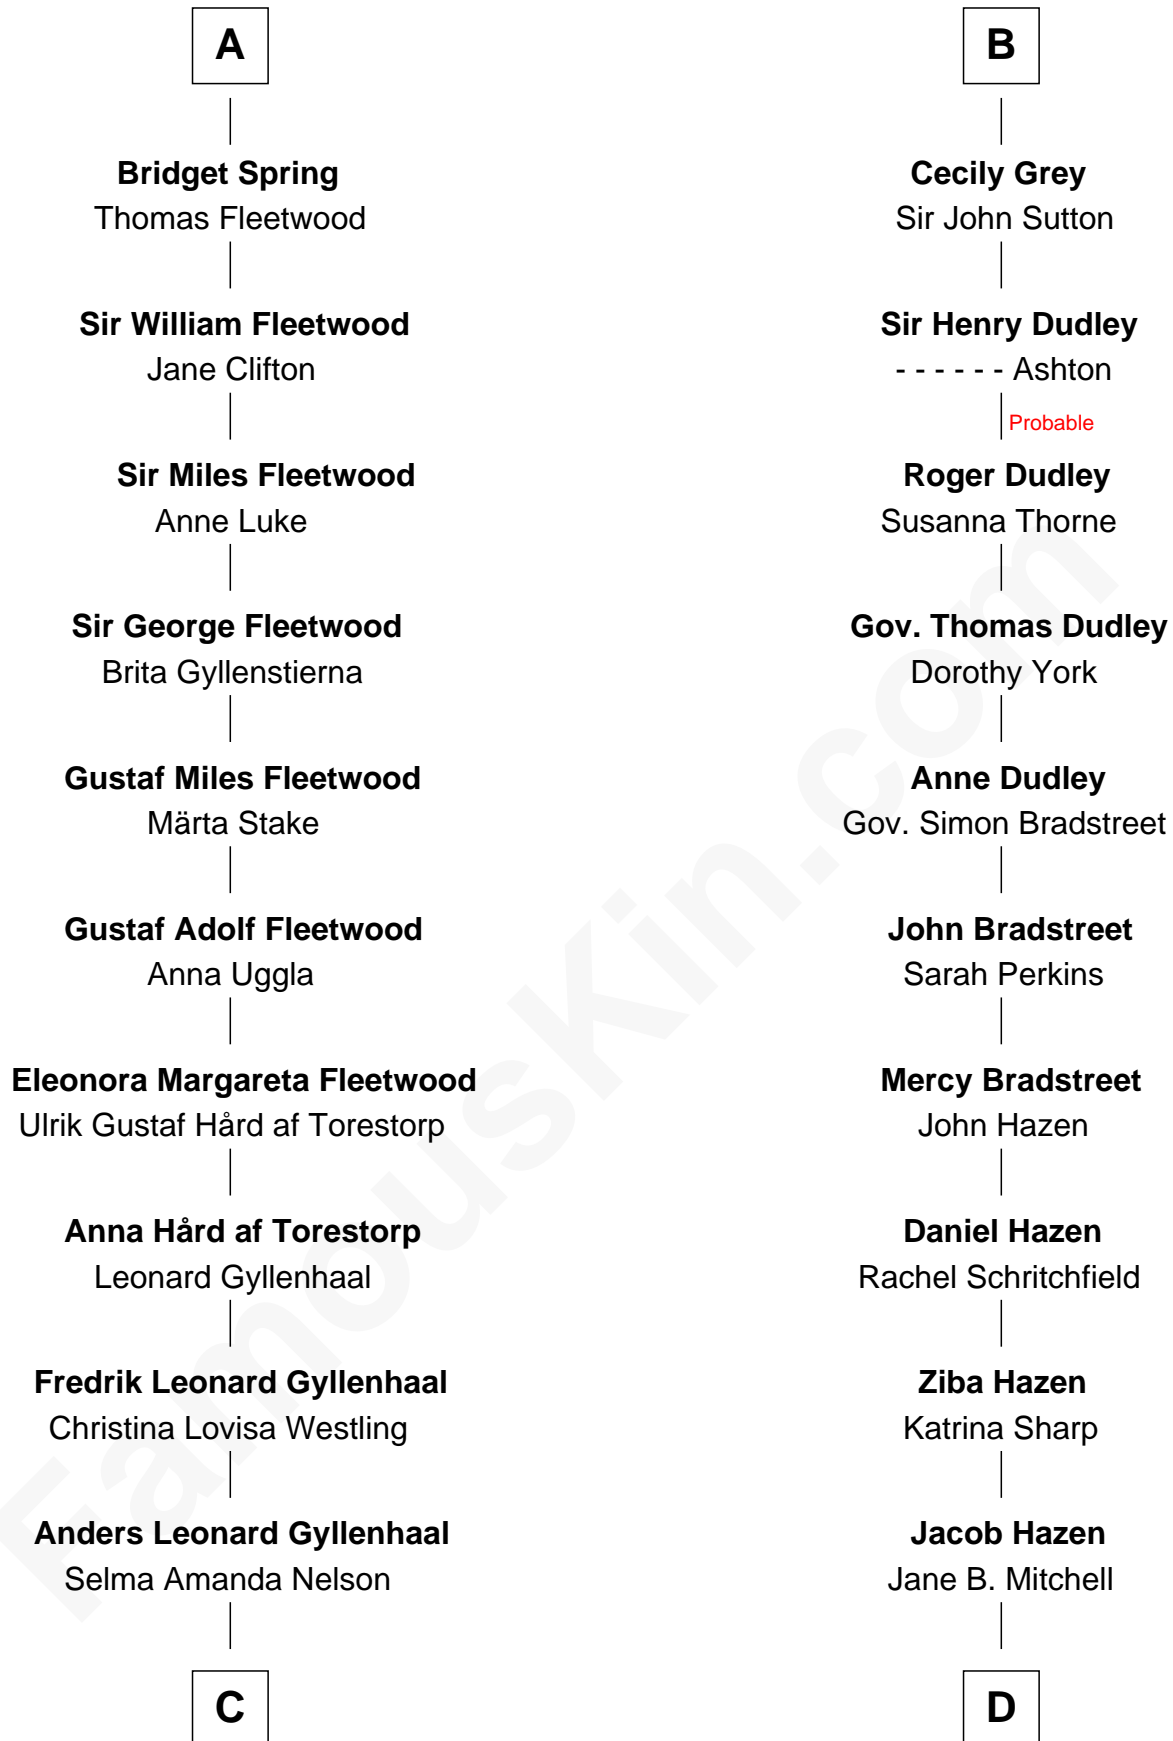 A
Bridget Spring
Thomas Fleetwood
Sir William Fleetwood
Jane Clifton
Sir Miles Fleetwood
Anne Luke
Sir George Fleetwood
Brita Gyllenstierna
Gustaf Miles Fleetwood
Märta Stake
Gustaf Adolf Fleetwood
Anna Uggla
Eleonora Margareta Fleetwood
Ulrik Gustaf Hård af Torestorp
Anna Hård af Torestorp
Leonard Gyllenhaal
Fredrik Leonard Gyllenhaal
Christina Lovisa Westling
Anders Leonard Gyllenhaal
Selma Amanda Nelson
C
B
Cecily Grey
Sir John Sutton
Sir Henry Dudley
- - - - - - Ashton
Probable
Roger Dudley
Susanna Thorne
Gov. Thomas Dudley
Dorothy York
Anne Dudley
Gov. Simon Bradstreet
John Bradstreet
Sarah Perkins
Mercy Bradstreet
John Hazen
Daniel Hazen
Rachel Schritchfield
Ziba Hazen
Katrina Sharp
Jacob Hazen
Jane B. Mitchell
D
FamousKin.com